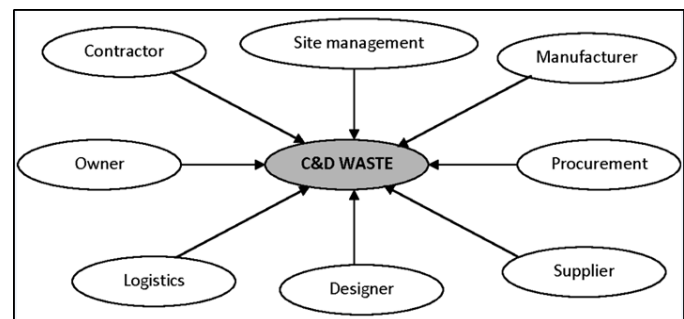 Contractor
Site management
Manufacturer
Owner
C&D WASTE
Procurement
Logistics
Designer
Supplier